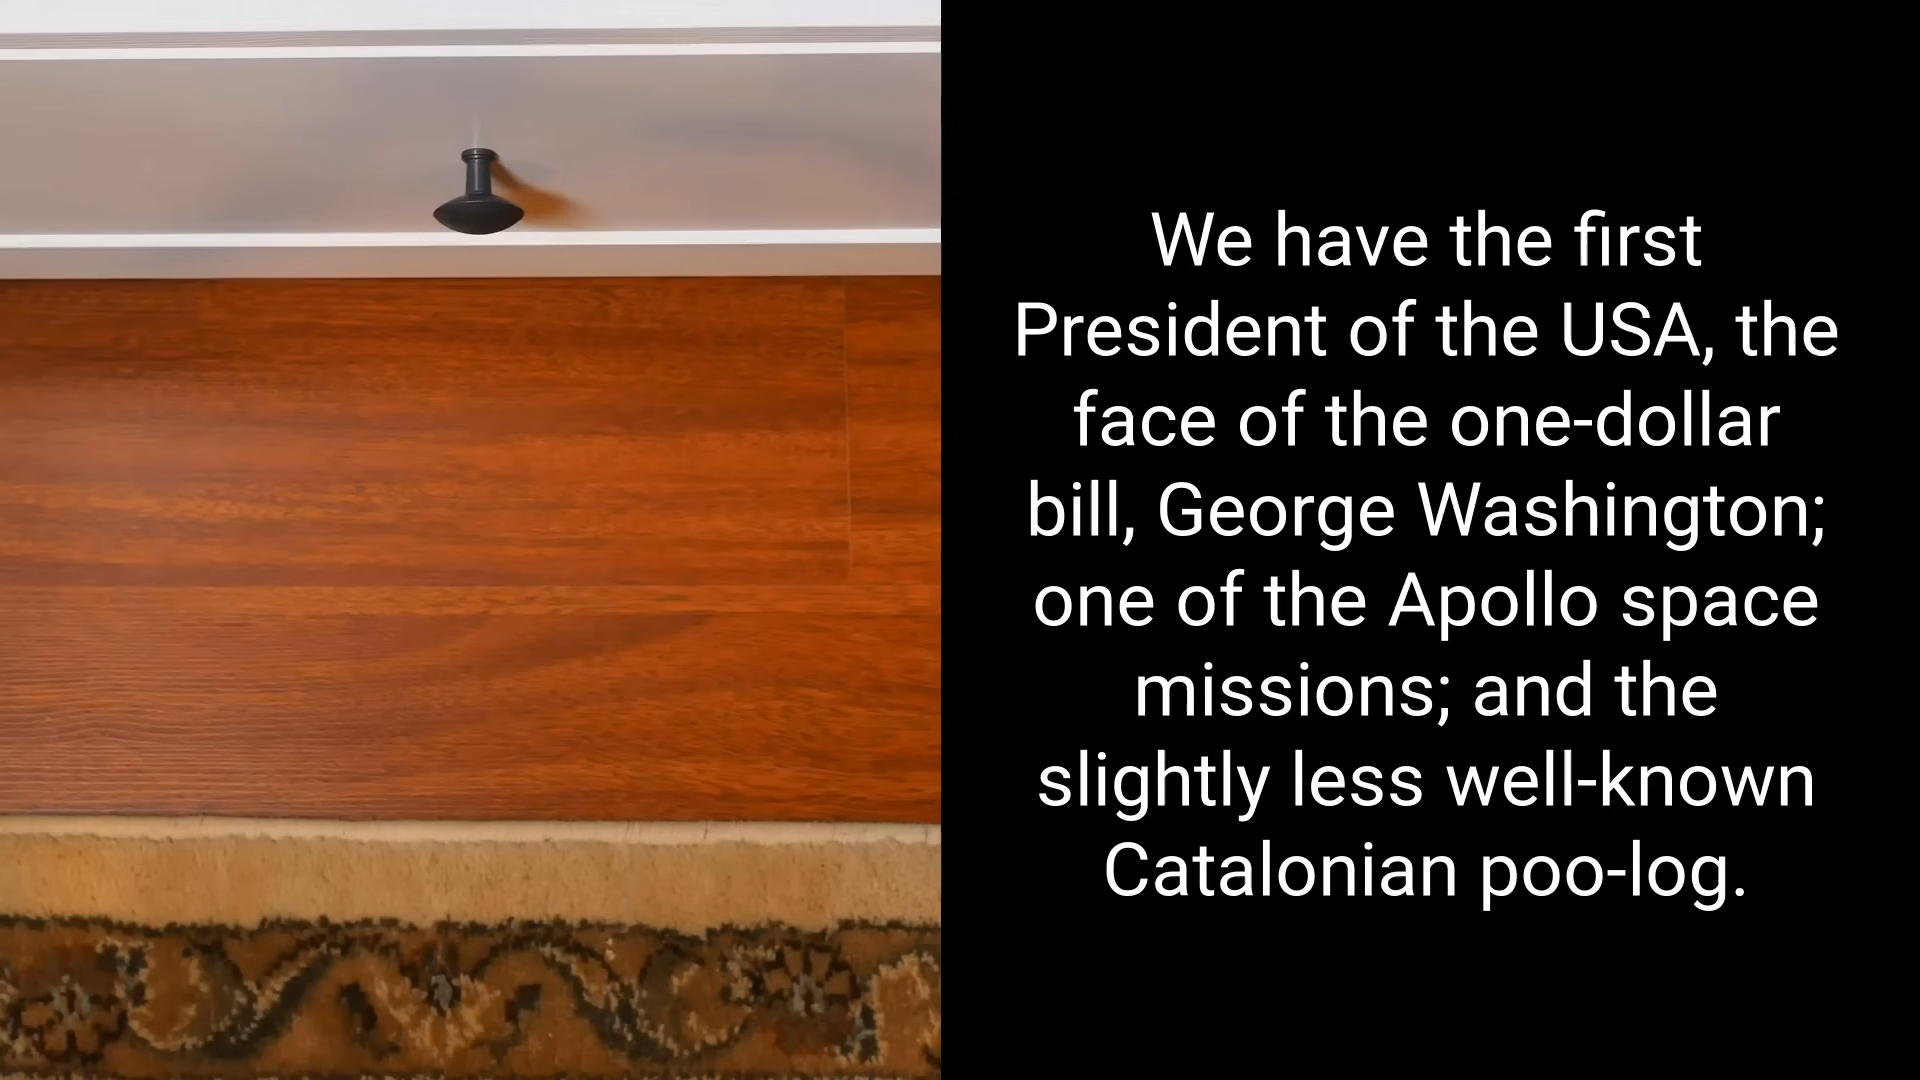 We have the first
President of the USA, the
face of the one-dollar
bill, George Washington;
one of the Apollo space
missions; and the
slightly less well-known
Catalonian poo-log.